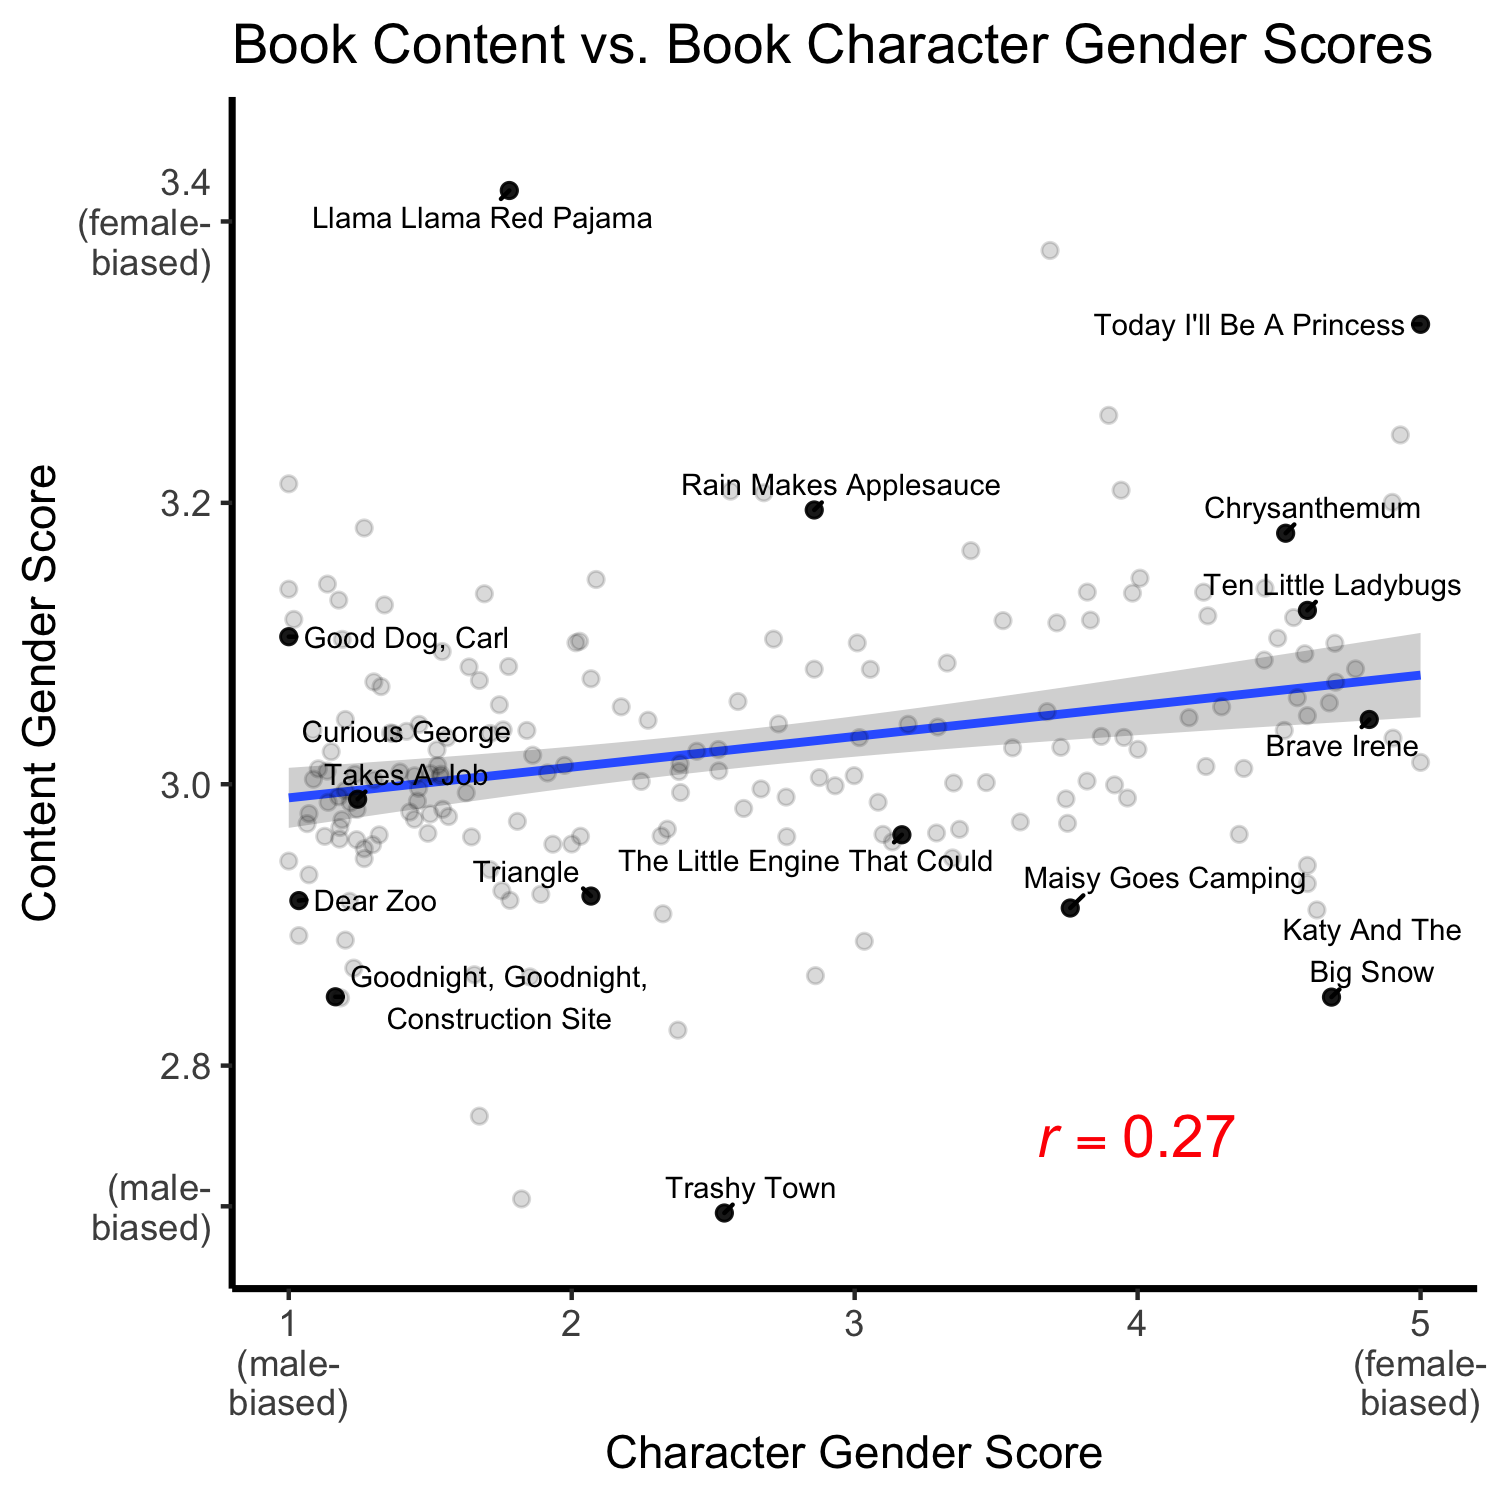 Book Content vs. Book Character Gender Scores
Content Gender Score
3.4
(female-
biased)
3.2
3.0
2.8
(male-
biased)
Llama Llama Red Pajama
Today I'll Be A Princess
Rain Makes Applesauce
Chrysanthemum
Ten Little Ladybugs
Good Dog, Carl
Curious George
Takes A Job
Brave Irene
Triangle
The Little Engine That Could
Maisy Goes Camping
Dear Zoo
Katy And The
Big Snow
Goodnight, Goodnight,
Construction Site
r = 0.27
Trashy Town
1
(male-
biased)
2
3
4
5
(female-
biased)
Character Gender Score